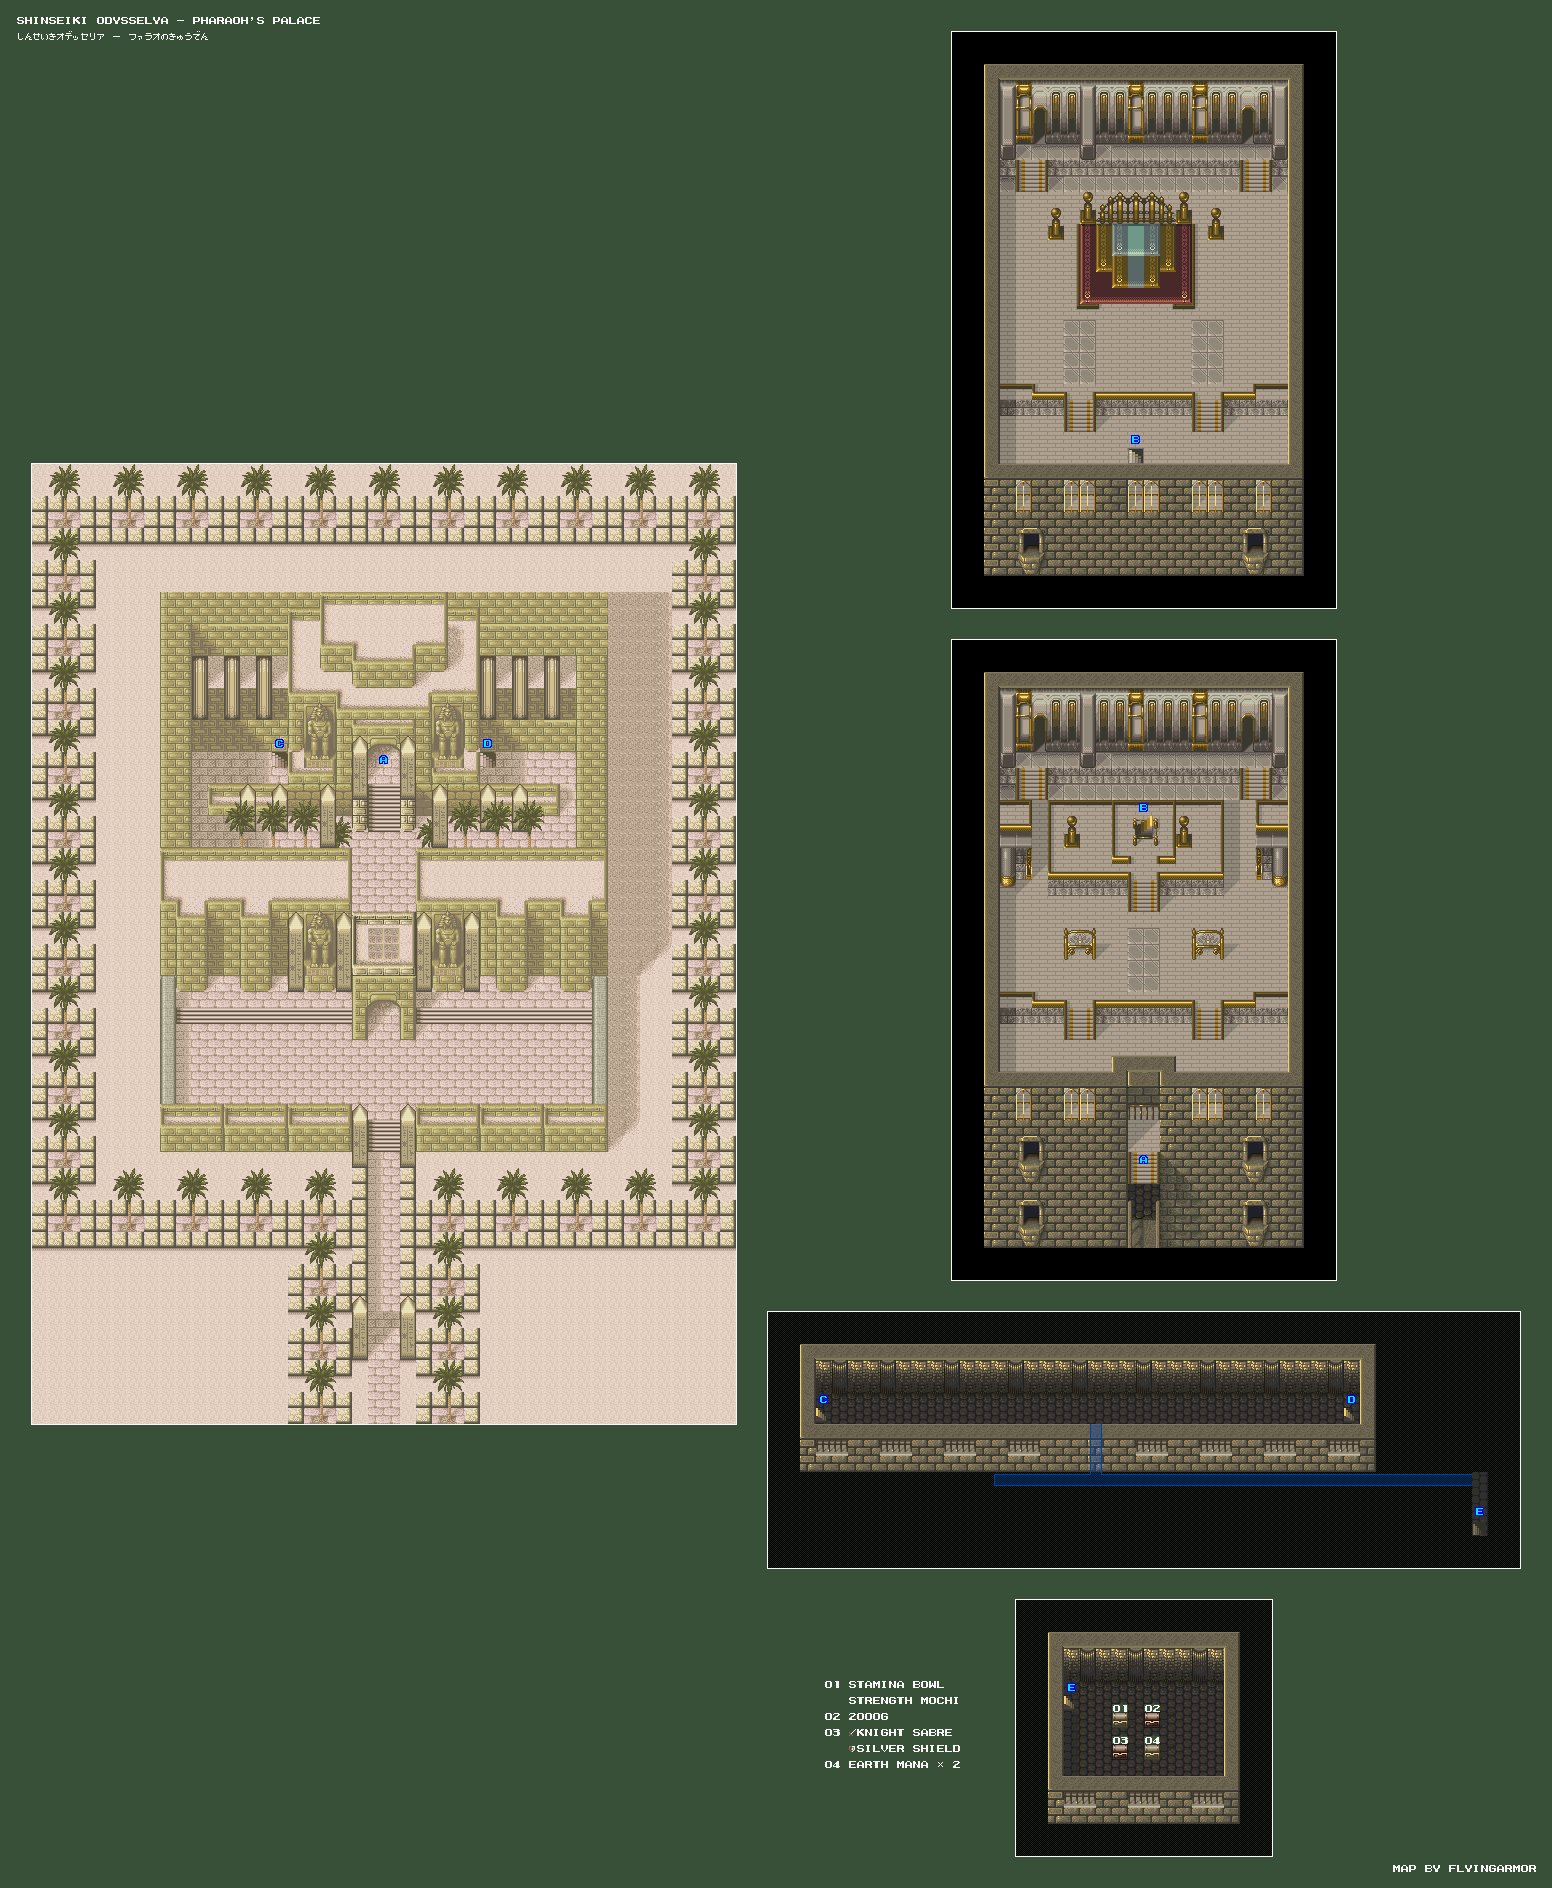 SHINSEIKI ODYSSELYA – PHARAOH'S PALACE
しんせいきオデッセリア － ファラオのきゅうでん
B
B
C
D
A
A
C
D
E
E
01 02
03 04
01 STAMINA BOWL
STRENGTH MOCHI
02 2000G
03 KNIGHT SABRE
SILVER SHIELD
04 EARTH MANA × 2
MAP BY FLYINGARMOR